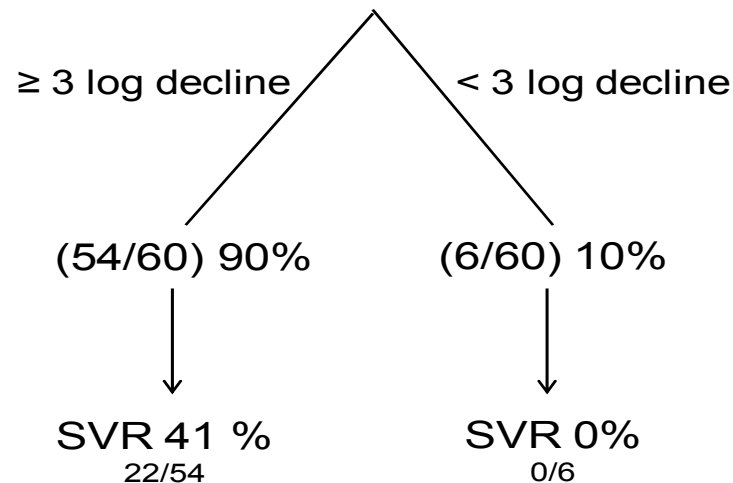 ≥ 3 log decline < 3 log decline
(54/60) 90% (6/60) 10%
SVR 41 % SVR 0%
22/54 0/6